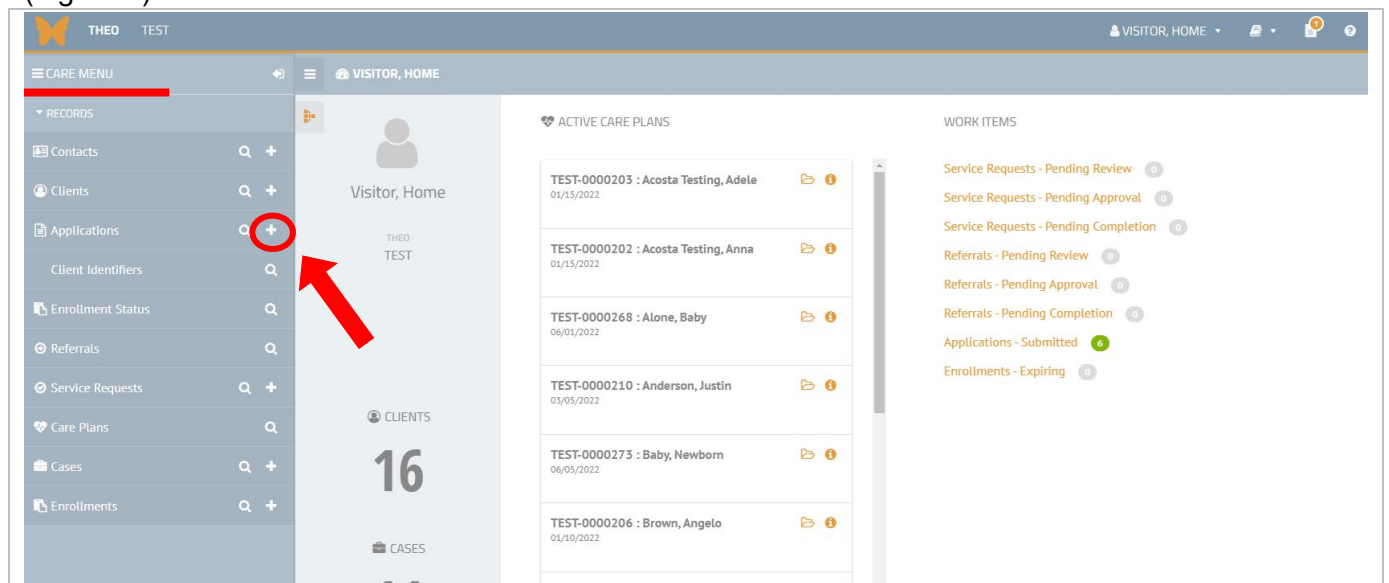 THEO TEST
VISITOR, HOME
1
CARE MENU
VISITOR, HOME
RECORDS
Contacts
Clients
Applications
Client Identifiers
Enrollment Status
Referrals
Service Requests
Care Plans
Cases
Enrollments
Visitor, Home
THEO
TEST
CLIENTS
16
CASES
ACTIVE CARE PLANS
TEST-0000203 : Acosta Testing, Adele
01/15/2022
TEST-0000202 : Acosta Testing, Anna
01/15/2022
TEST-0000268 : Alone, Baby
06/01/2022
TEST-0000210 : Anderson, Justin
03/05/2022
TEST-0000273 : Baby, Newborn
06/05/2022
TEST-0000206 : Brown, Angelo
01/10/2022
WORK ITEMS
Service Requests - Pending Review 0
Service Requests - Pending Approval 0
Service Requests - Pending Completion 0
Referrals - Pending Review 0
Referrals - Pending Approval 0
Referrals - Pending Completion 0
Applications - Submitted 6
Enrollments - Expiring 0